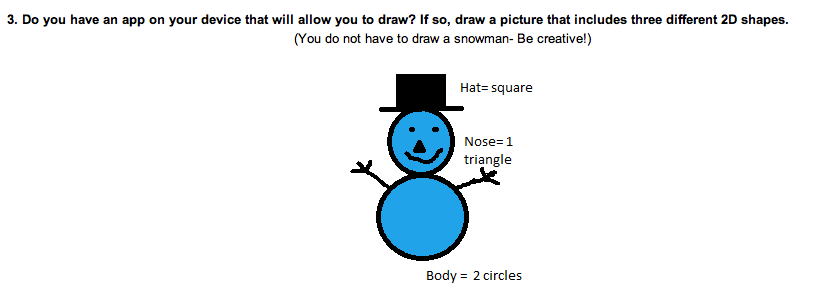 3. Do you have an app on your device that will allow you to draw? If so, draw a picture that includes three different 2D shapes.
(You do not have to draw a snowman- Be creative!)
Hat= square
Nose= 1
triangle
Body = 2 circles